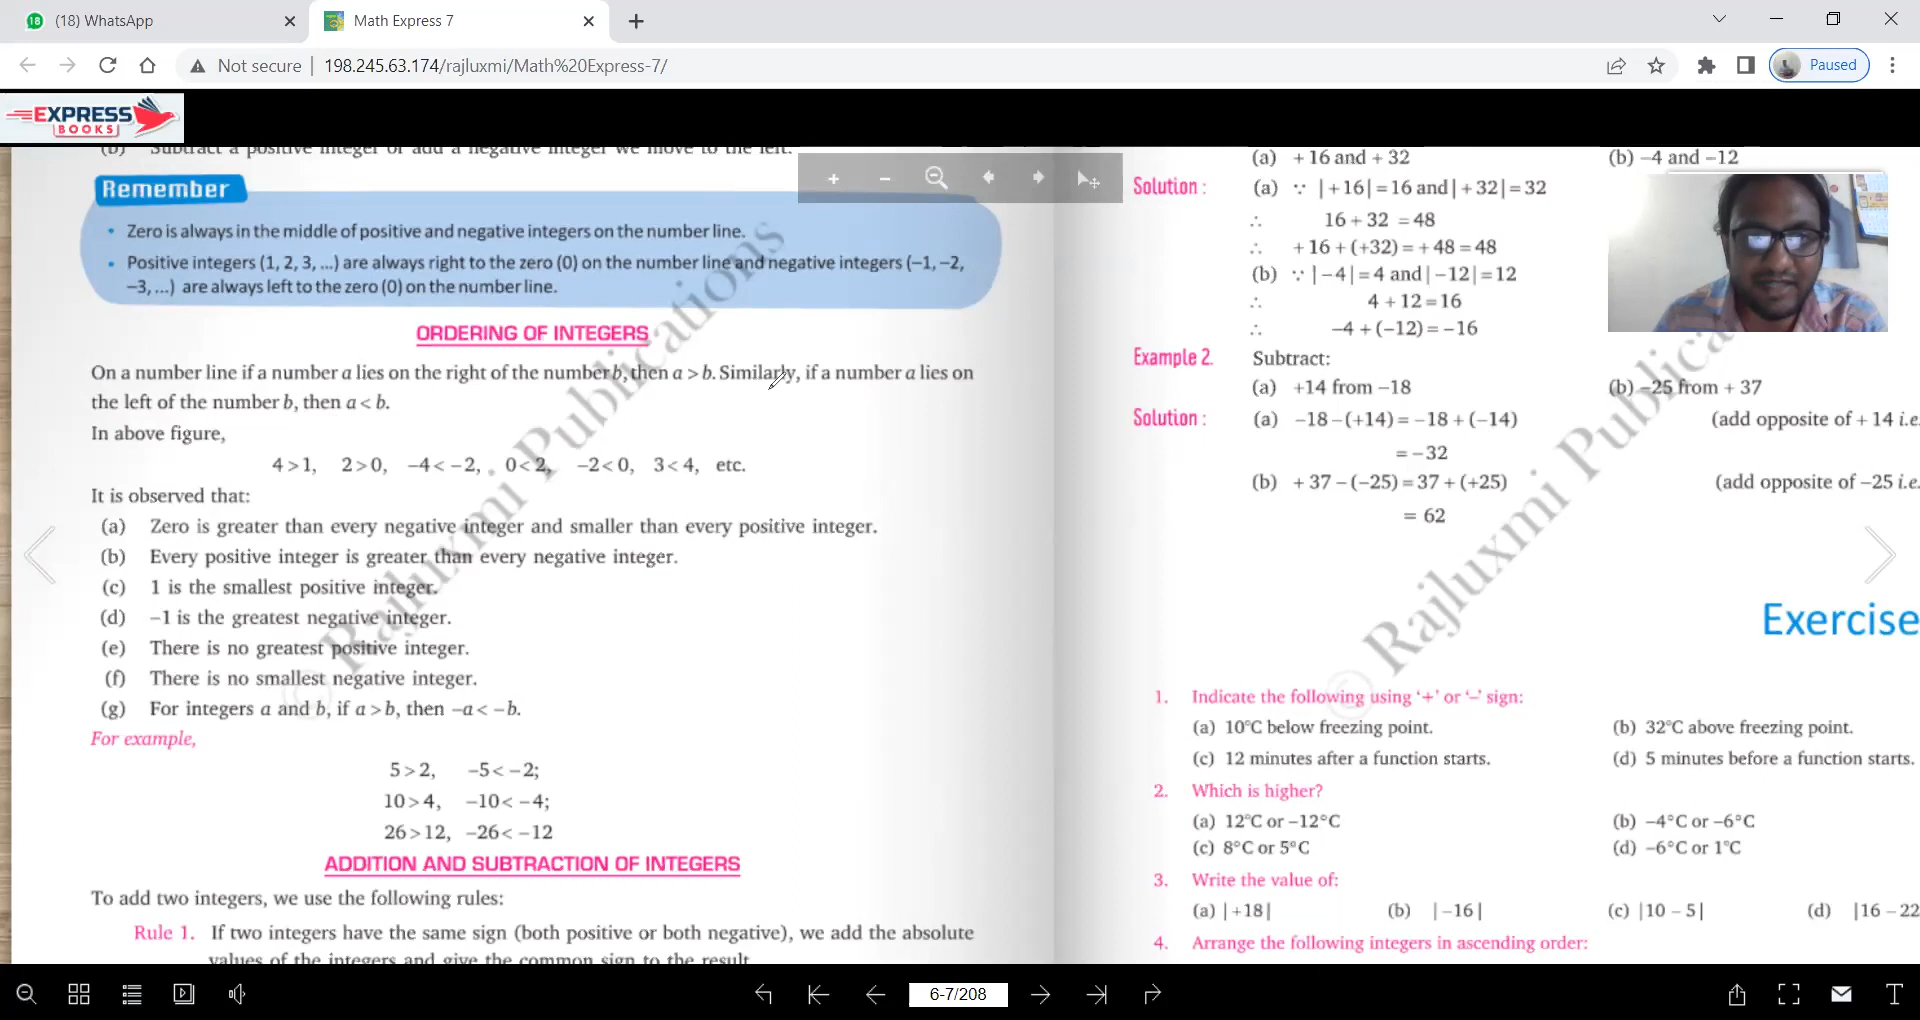 18
(18) WhatsApp
Math Express 7
Not secure
198.245.63.174/rajluxmi/Math%20Express-7/
Paused
EXPRESS
BOOKS
(b) Subtract a positive integer or add a negative integer we move to the left.
Remember
• Zero is always in the middle of positive and negative integers on the number line.
• Positive integers (1, 2, 3, ...) are always right to the zero (0) on the number line and negative integers (–1, –2,
–3, ...) are always left to the zero (0) on the number line.
ORDERING OF INTEGERS
On a number line if a number a lies on the right of the number b, then a > b. Similarly, if a number a lies on
the left of the number b, then a < b.
In above figure,
4 > 1, 2 > 0, –4 < –2, 0 < 2, –2 < 0, 3 < 4, etc.
It is observed that:
(a) Zero is greater than every negative integer and smaller than every positive integer.
(b) Every positive integer is greater than every negative integer.
(c) 1 is the smallest positive integer.
(d) –1 is the greatest negative integer.
(e) There is no greatest positive integer.
(f) There is no smallest negative integer.
(g) For integers a and b, if a > b, then –a < –b.
For example,
5 > 2, –5 < –2;
10 > 4, –10 < –4;
26 > 12, –26 < –12
ADDITION AND SUBTRACTION OF INTEGERS
To add two integers, we use the following rules:
Rule 1. If two integers have the same sign (both positive or both negative), we add the absolute
values of the integers and give the common sign to the result
© Rajluxmi Publications
(a) + 16 and + 32 (b) –4 and –12
Solution : (a) ∵ | + 16 | = 16 and | + 32 | = 32
∴ 16 + 32 = 48
∴ + 16 + (+32) = + 48 = 48
(b) ∵ | – 4 | = 4 and | – 12 | = 12
∴ 4 + 12 = 16
∴ –4 + (–12) = –16
Example 2. Subtract:
(a) +14 from –18 (b) –25 from + 37
Solution : (a) –18 – (+14) = –18 + (–14) (add opposite of + 14 i.e.
= –32
(b) + 37 – (–25) = 37 + (+25) (add opposite of –25 i.e.
= 62
Exercise
1. Indicate the following using ‘+’ or ‘–’ sign:
(a) 10°C below freezing point. (b) 32°C above freezing point.
(c) 12 minutes after a function starts. (d) 5 minutes before a function starts.
2. Which is higher?
(a) 12°C or –12°C (b) –4°C or –6°C
(c) 8°C or 5°C (d) –6°C or 1°C
3. Write the value of:
(a) | +18 | (b) | –16 | (c) | 10 – 5 | (d) | 16 – 22
4. Arrange the following integers in ascending order:
© Rajluxmi Publica
6-7/208